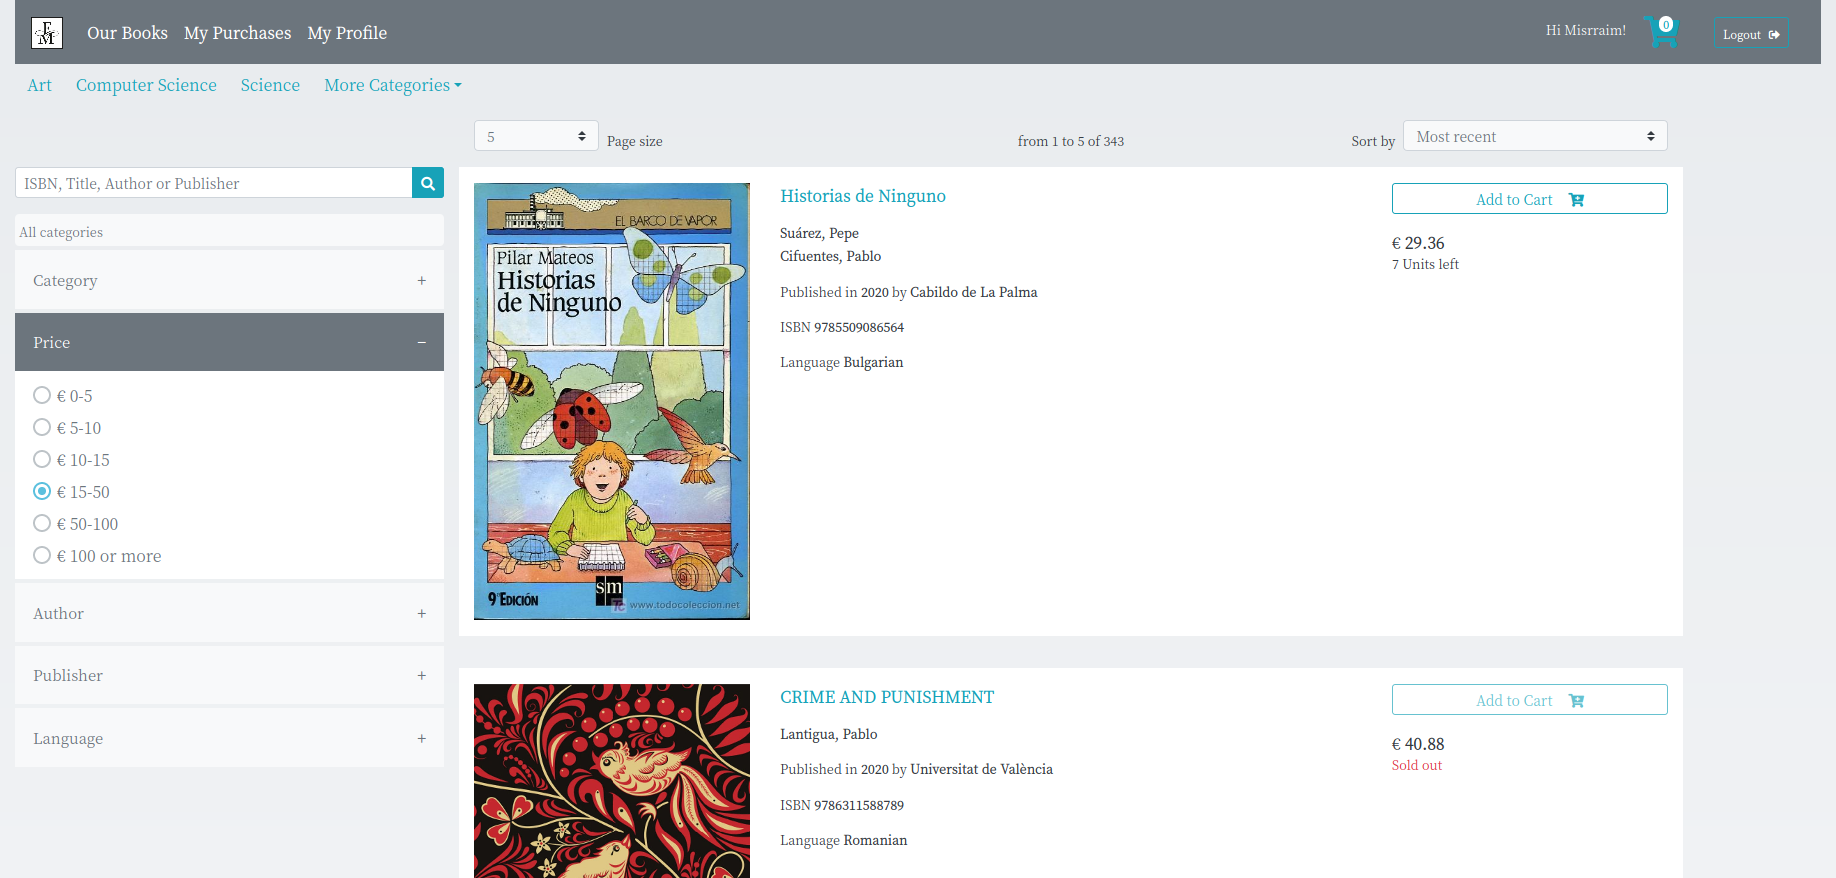 F
M
Our Books
My Purchases
My Profile
Hi Misrraim!
0
Logout
Art
Computer Science
Science
More Categories
5
Page size
from 1 to 5 of 343
Sort by
Most recent
ISBN, Title, Author or Publisher
All categories
Category +
Price −
€ 0-5
€ 5-10
€ 10-15
€ 15-50
€ 50-100
€ 100 or more
Author +
Publisher +
Language +
EL BARCO DE VAPOR
Pilar Mateos
Historias
de Ninguno
9ª EDICIÓN
sm
TC www.todocoleccion.net
Historias de Ninguno
Suárez, Pepe
Cifuentes, Pablo
Published in 2020 by Cabildo de La Palma
ISBN 9785509086564
Language Bulgarian
Add to Cart
€ 29.36
7 Units left
CRIME AND PUNISHMENT
Lantigua, Pablo
Published in 2020 by Universitat de València
ISBN 9786311588789
Language Romanian
Add to Cart
€ 40.88
Sold out